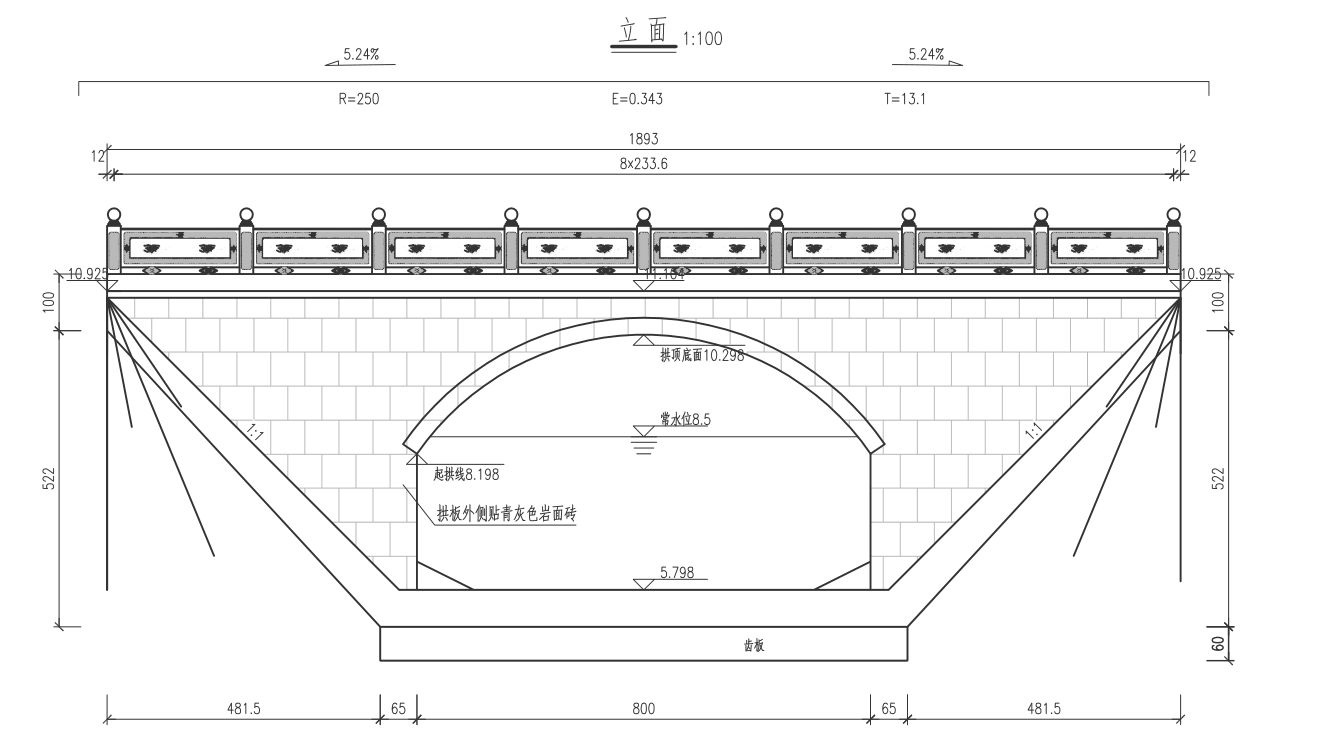 立面 1:100
5.24% 5.24%
R=250 E=0.343 T=13.1
1893
12 12
8x233.6
10.925 11.184 10.925
100 100
拱顶底面10.298
常水位8.5
1:1 1:1
起拱线8.198
522 522
拱板外侧贴青灰色岩面砖
5.798
齿板 60
481.5 65 800 65 481.5